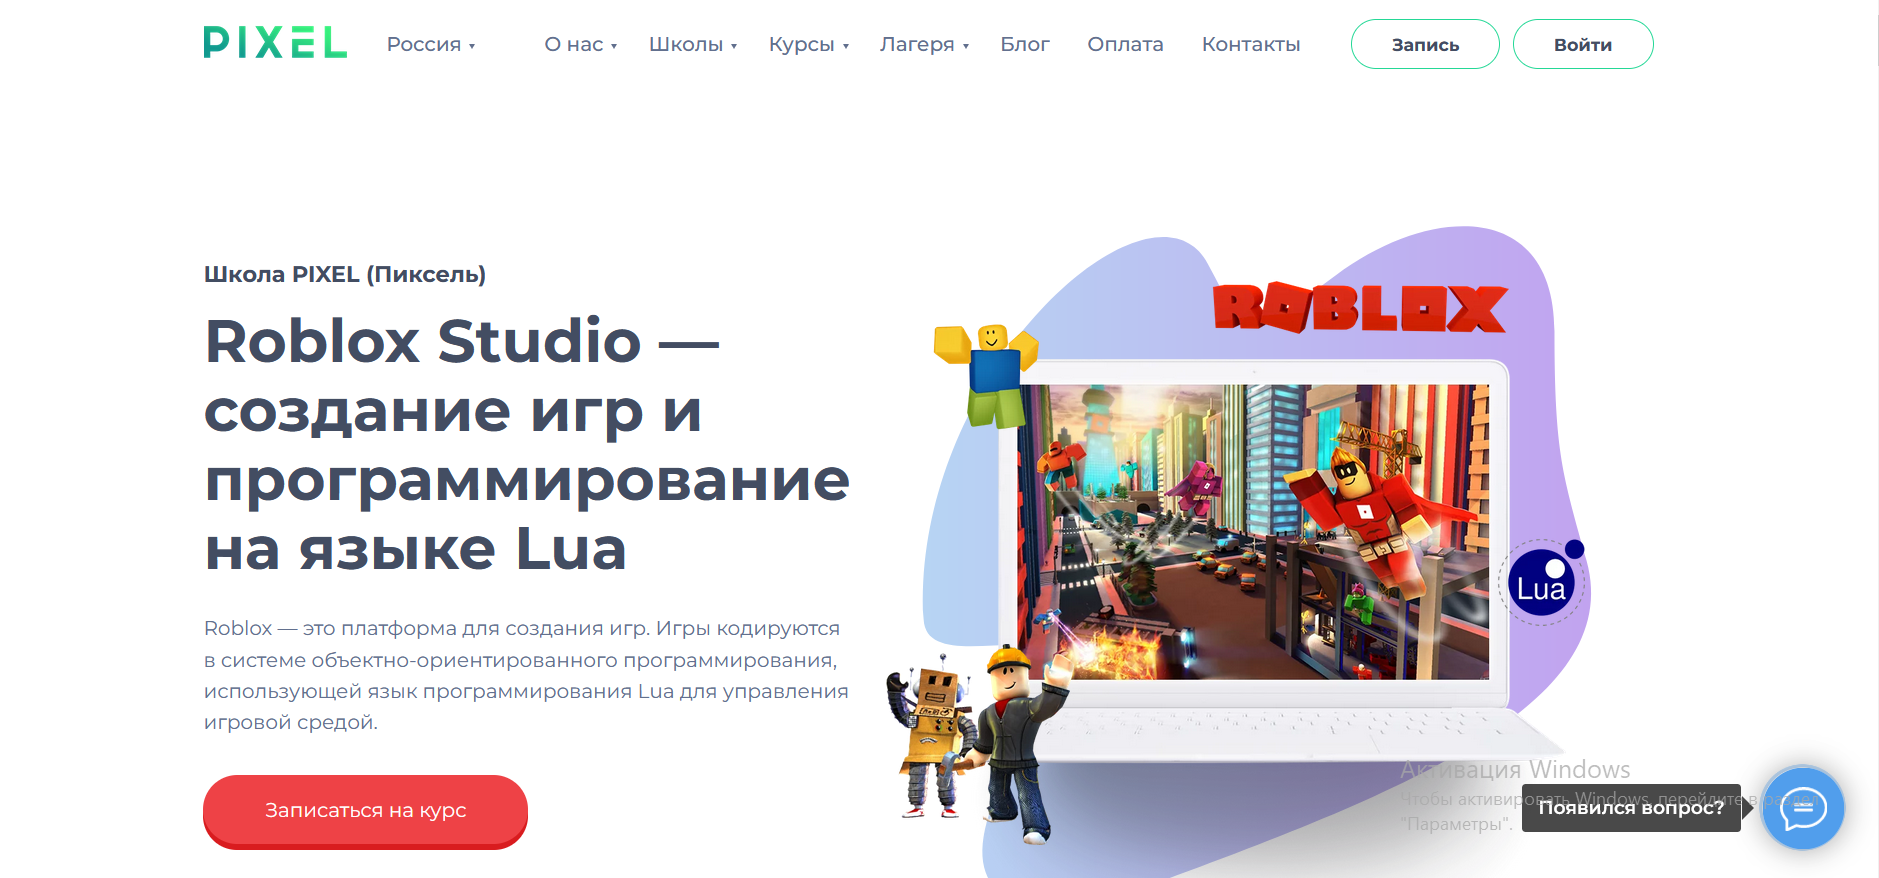 PIXEL
Россия
О нас
Школы
Курсы
Лагеря
Блог
Оплата
Контакты
Запись
Войти
Школа PIXEL (Пиксель)
Roblox Studio —
создание игр и
программирование
на языке Lua
Roblox — это платформа для создания игр. Игры кодируются
в системе объектно-ориентированного программирования,
использующей язык программирования Lua для управления
игровой средой.
Записаться на курс
ROBLOX
Lua
Активация Windows
Чтобы активировать Windows, перейдите в раздел
"Параметры".
Появился вопрос?